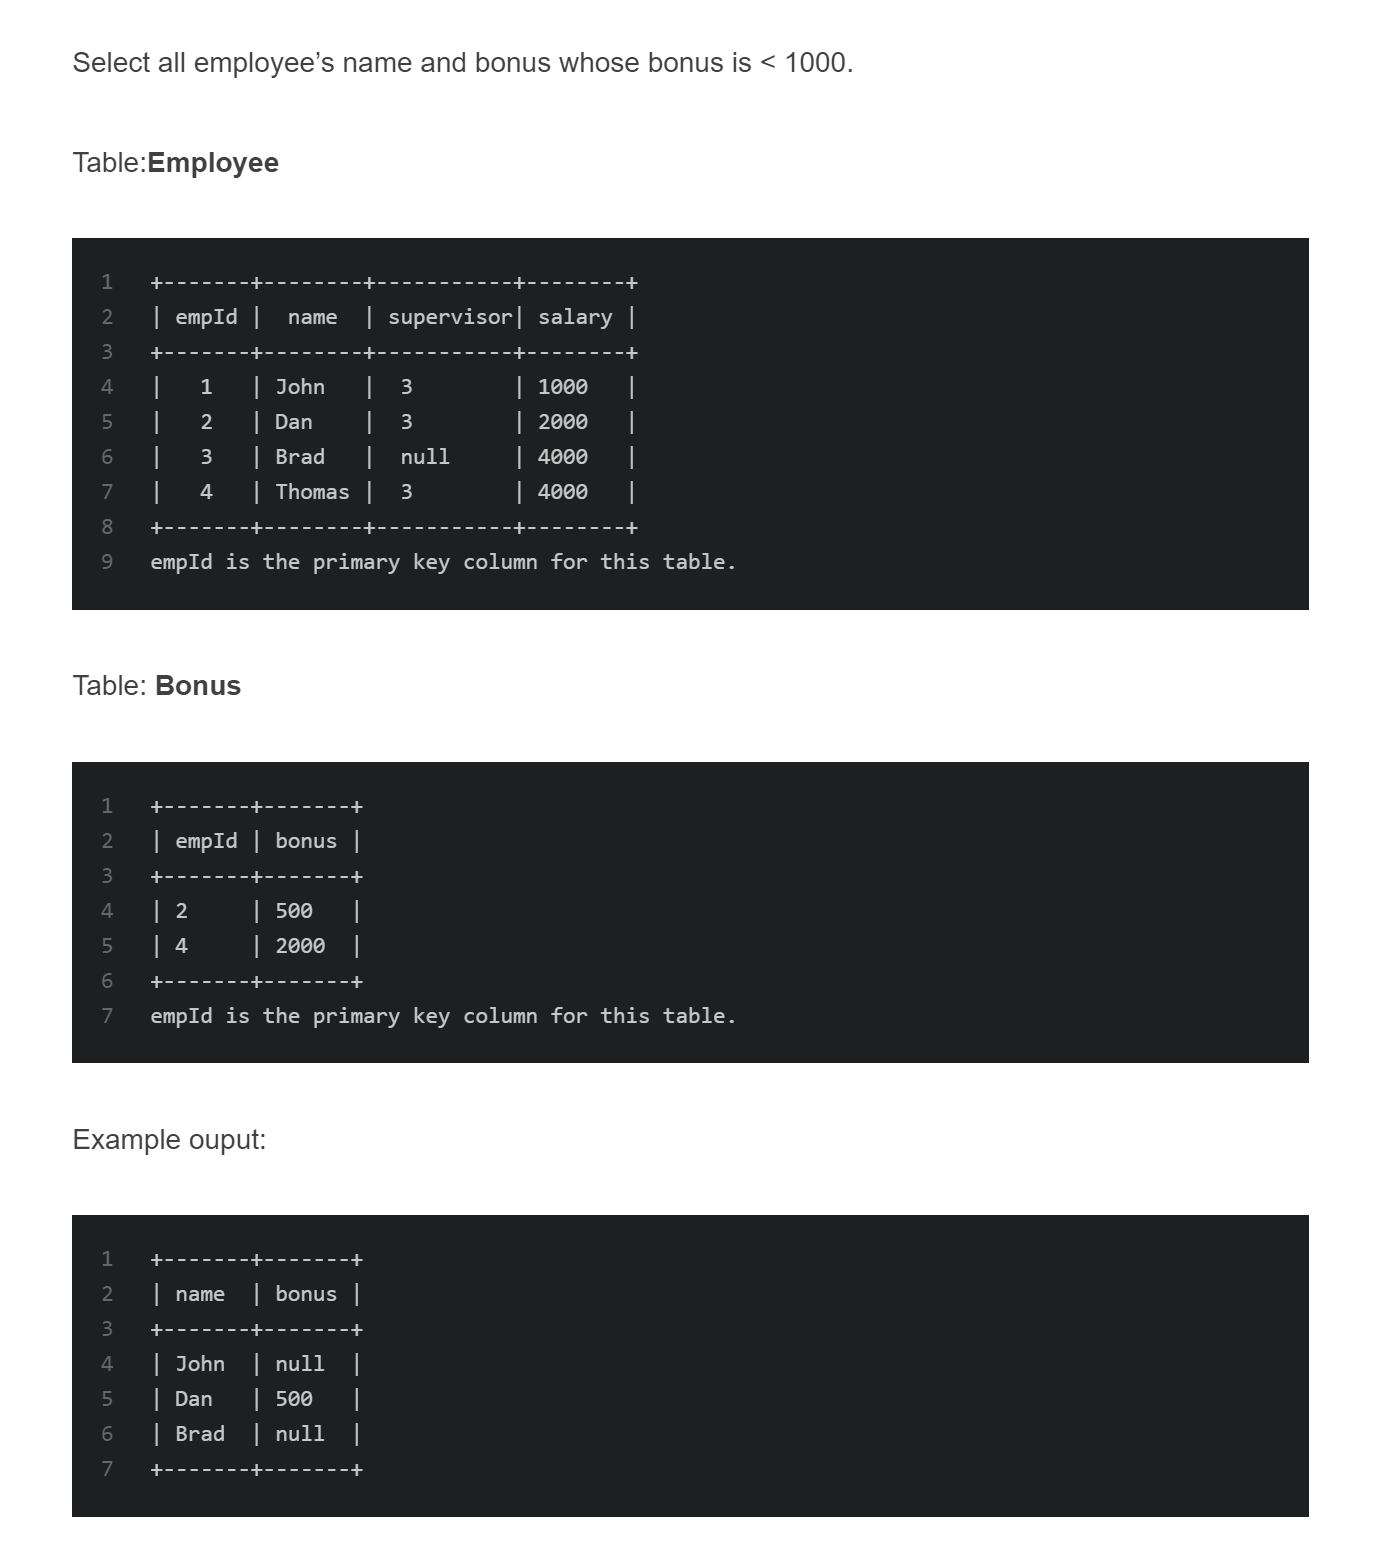 Select all employee’s name and bonus whose bonus is < 1000.
Table:Employee
1 +-------+--------+-----------+--------+
2 | empId |  name  | supervisor| salary |
3 +-------+--------+-----------+--------+
4 |   1   | John   |  3        | 1000   |
5 |   2   | Dan    |  3        | 2000   |
6 |   3   | Brad   |  null     | 4000   |
7 |   4   | Thomas |  3        | 4000   |
8 +-------+--------+-----------+--------+
9 empId is the primary key column for this table.
Table: Bonus
1 +-------+-------+
2 | empId | bonus |
3 +-------+-------+
4 | 2     | 500   |
5 | 4     | 2000  |
6 +-------+-------+
7 empId is the primary key column for this table.
Example ouput:
1 +-------+-------+
2 | name  | bonus |
3 +-------+-------+
4 | John  | null  |
5 | Dan   | 500   |
6 | Brad  | null  |
7 +-------+-------+